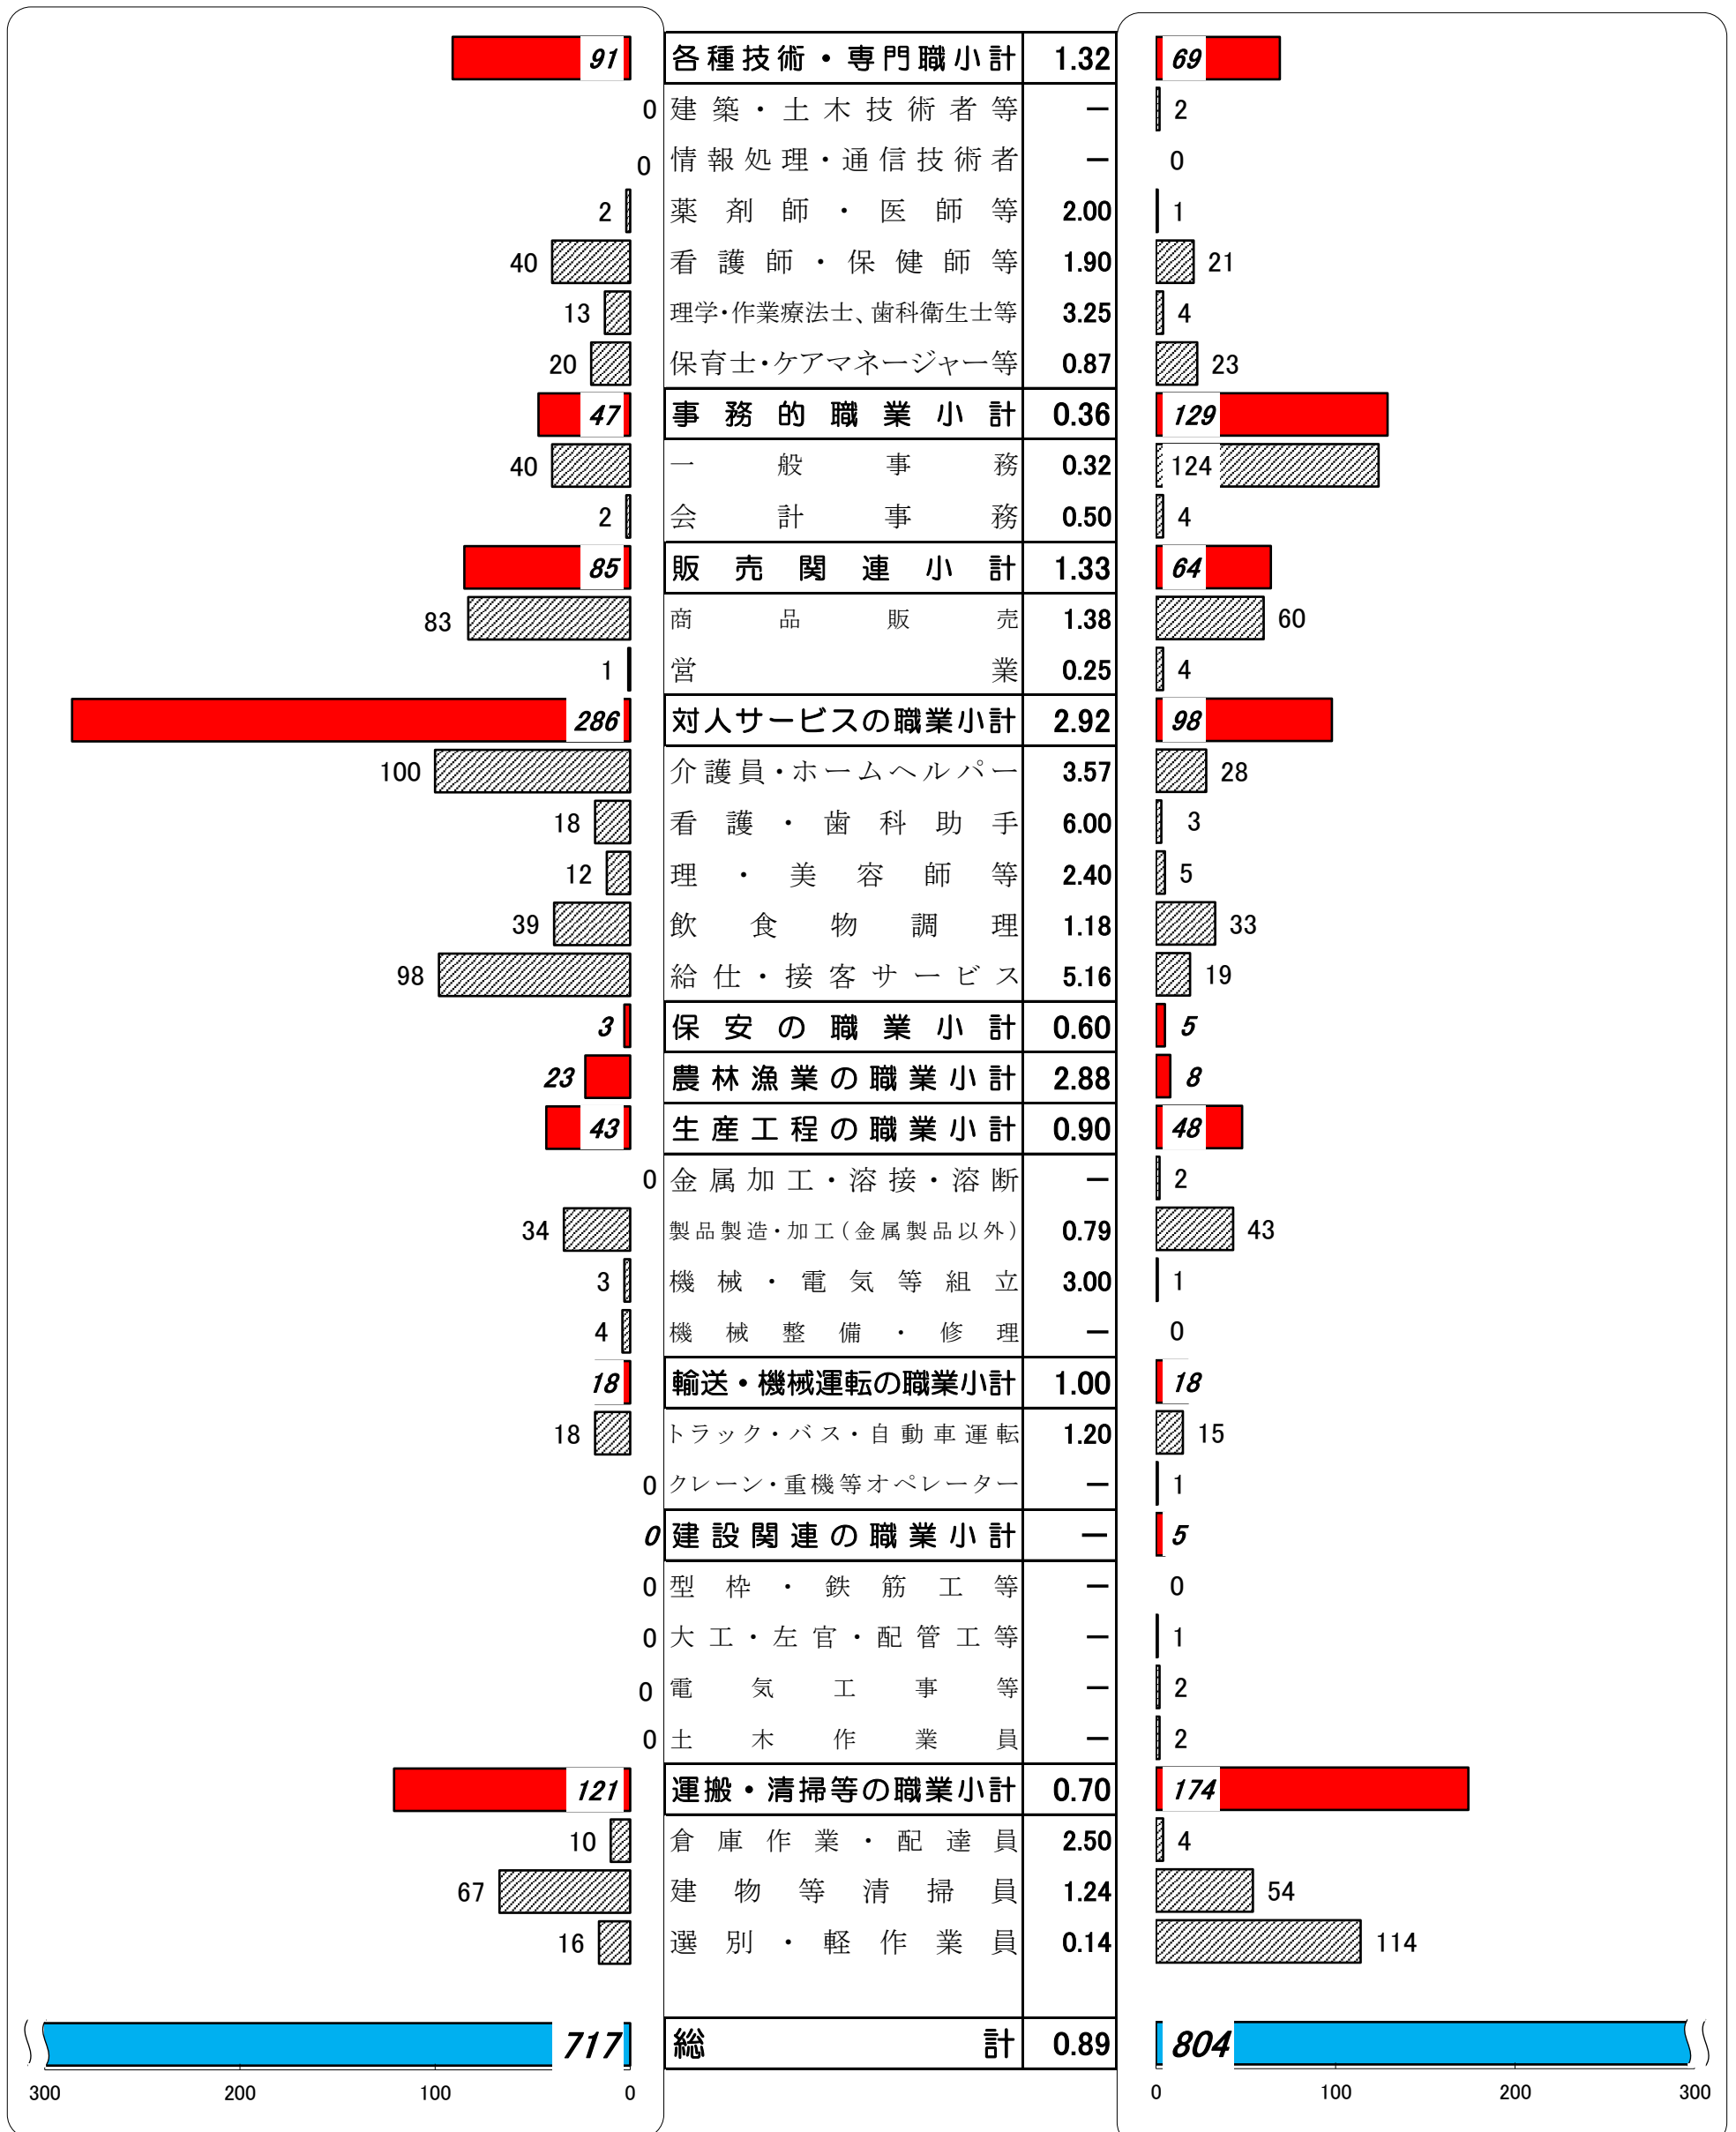 91 各種技術・専門職小計 1.32 69
0 建築・土木技術者等 － 2
0 情報処理・通信技術者 － 0
2 薬剤師・医師等 2.00 1
40 看護師・保健師等 1.90 21
13 理学・作業療法士、歯科衛生士等 3.25 4
20 保育士・ケアマネージャー等 0.87 23
47 事務的職業小計 0.36 129
40 一般事務 0.32 124
2 会計事務 0.50 4
85 販売関連小計 1.33 64
83 商品販売 1.38 60
1 営業 0.25 4
286 対人サービスの職業小計 2.92 98
100 介護員・ホームヘルパー 3.57 28
18 看護・歯科助手 6.00 3
12 理・美容師等 2.40 5
39 飲食物調理 1.18 33
98 給仕・接客サービス 5.16 19
3 保安の職業小計 0.60 5
23 農林漁業の職業小計 2.88 8
43 生産工程の職業小計 0.90 48
0 金属加工・溶接・溶断 － 2
34 製品製造・加工(金属製品以外) 0.79 43
3 機械・電気等組立 3.00 1
4 機械整備・修理 － 0
18 輸送・機械運転の職業小計 1.00 18
18 トラック・バス・自動車運転 1.20 15
0 クレーン・重機等オペレーター － 1
0 建設関連の職業小計 － 5
0 型枠・鉄筋工等 － 0
0 大工・左官・配管工等 － 1
0 電気工事等 － 2
0 土木作業員 － 2
121 運搬・清掃等の職業小計 0.70 174
10 倉庫作業・配達員 2.50 4
67 建物等清掃員 1.24 54
16 選別・軽作業員 0.14 114
717 総計 0.89 804
300 200 100 0 0 100 200 300